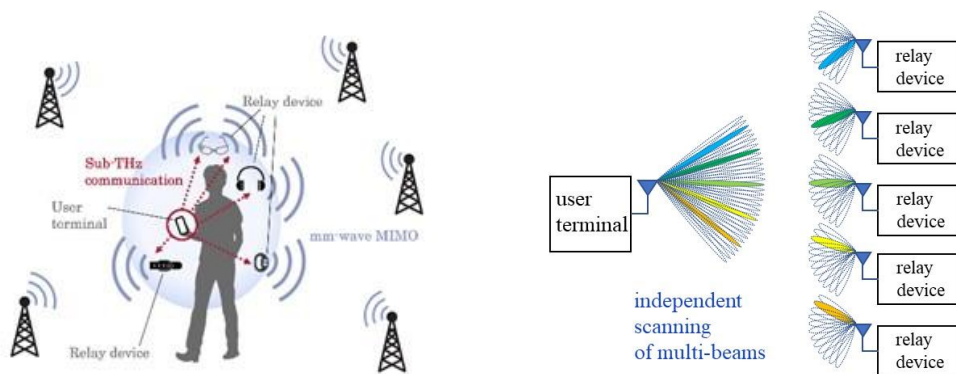 Relay device
Sub-THz
communication
User
terminal
mm-wave MIMO
Relay device
user
terminal
independent
scanning
of multi-beams
relay
device
relay
device
relay
device
relay
device
relay
device